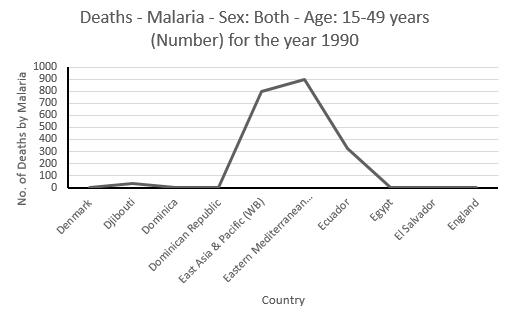 Deaths - Malaria - Sex: Both - Age: 15-49 years
(Number) for the year 1990
No. of Deaths by Malaria
1000
900
800
700
600
500
400
300
200
100
0
Denmark
Djibouti
Dominica
Dominican Republic
East Asia & Pacific (WB)
Eastern Mediterranean...
Ecuador
Egypt
El Salvador
England
Country